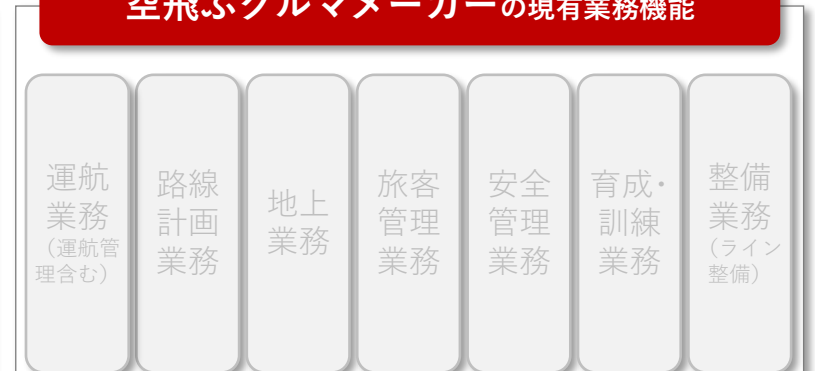 空飛ぶクルマメーカーの現有業務機能
運航
業務
（運航管
理含む）
路線
計画
業務
地上
業務
旅客
管理
業務
安全
管理
業務
育成・
訓練
業務
整備
業務
（ライン
整備）